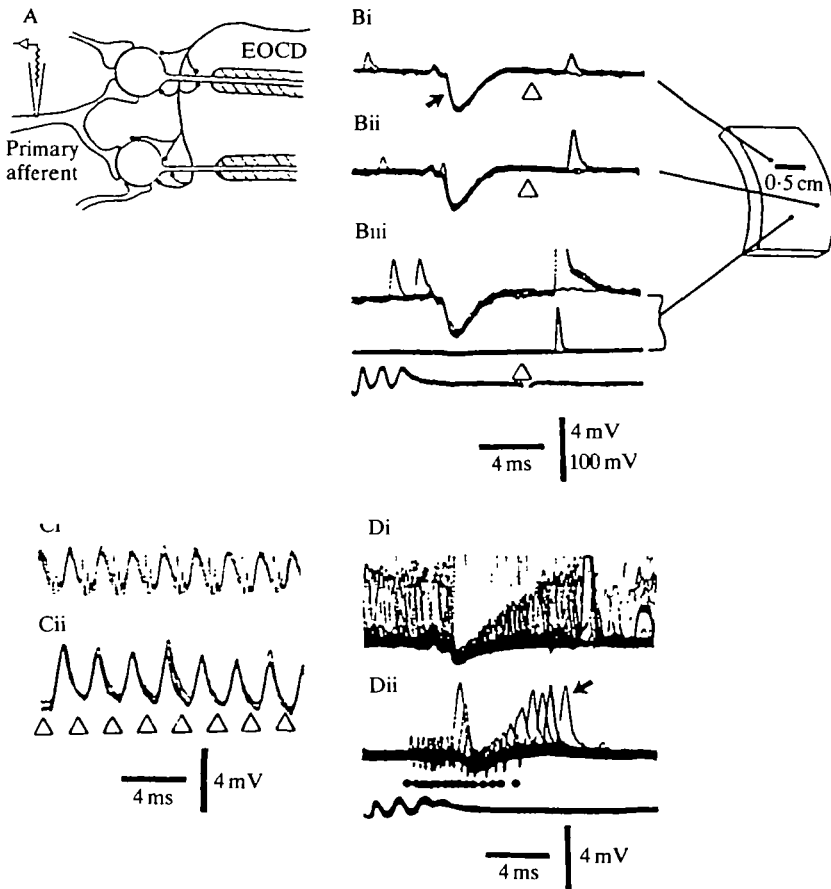 A
EOCD
Primary
afferent
Bi
Bii
Biii
0·5 cm
4 mV
4 ms
100 mV
Ci
Cii
4 ms
4 mV
Di
Dii
4 ms
4 mV